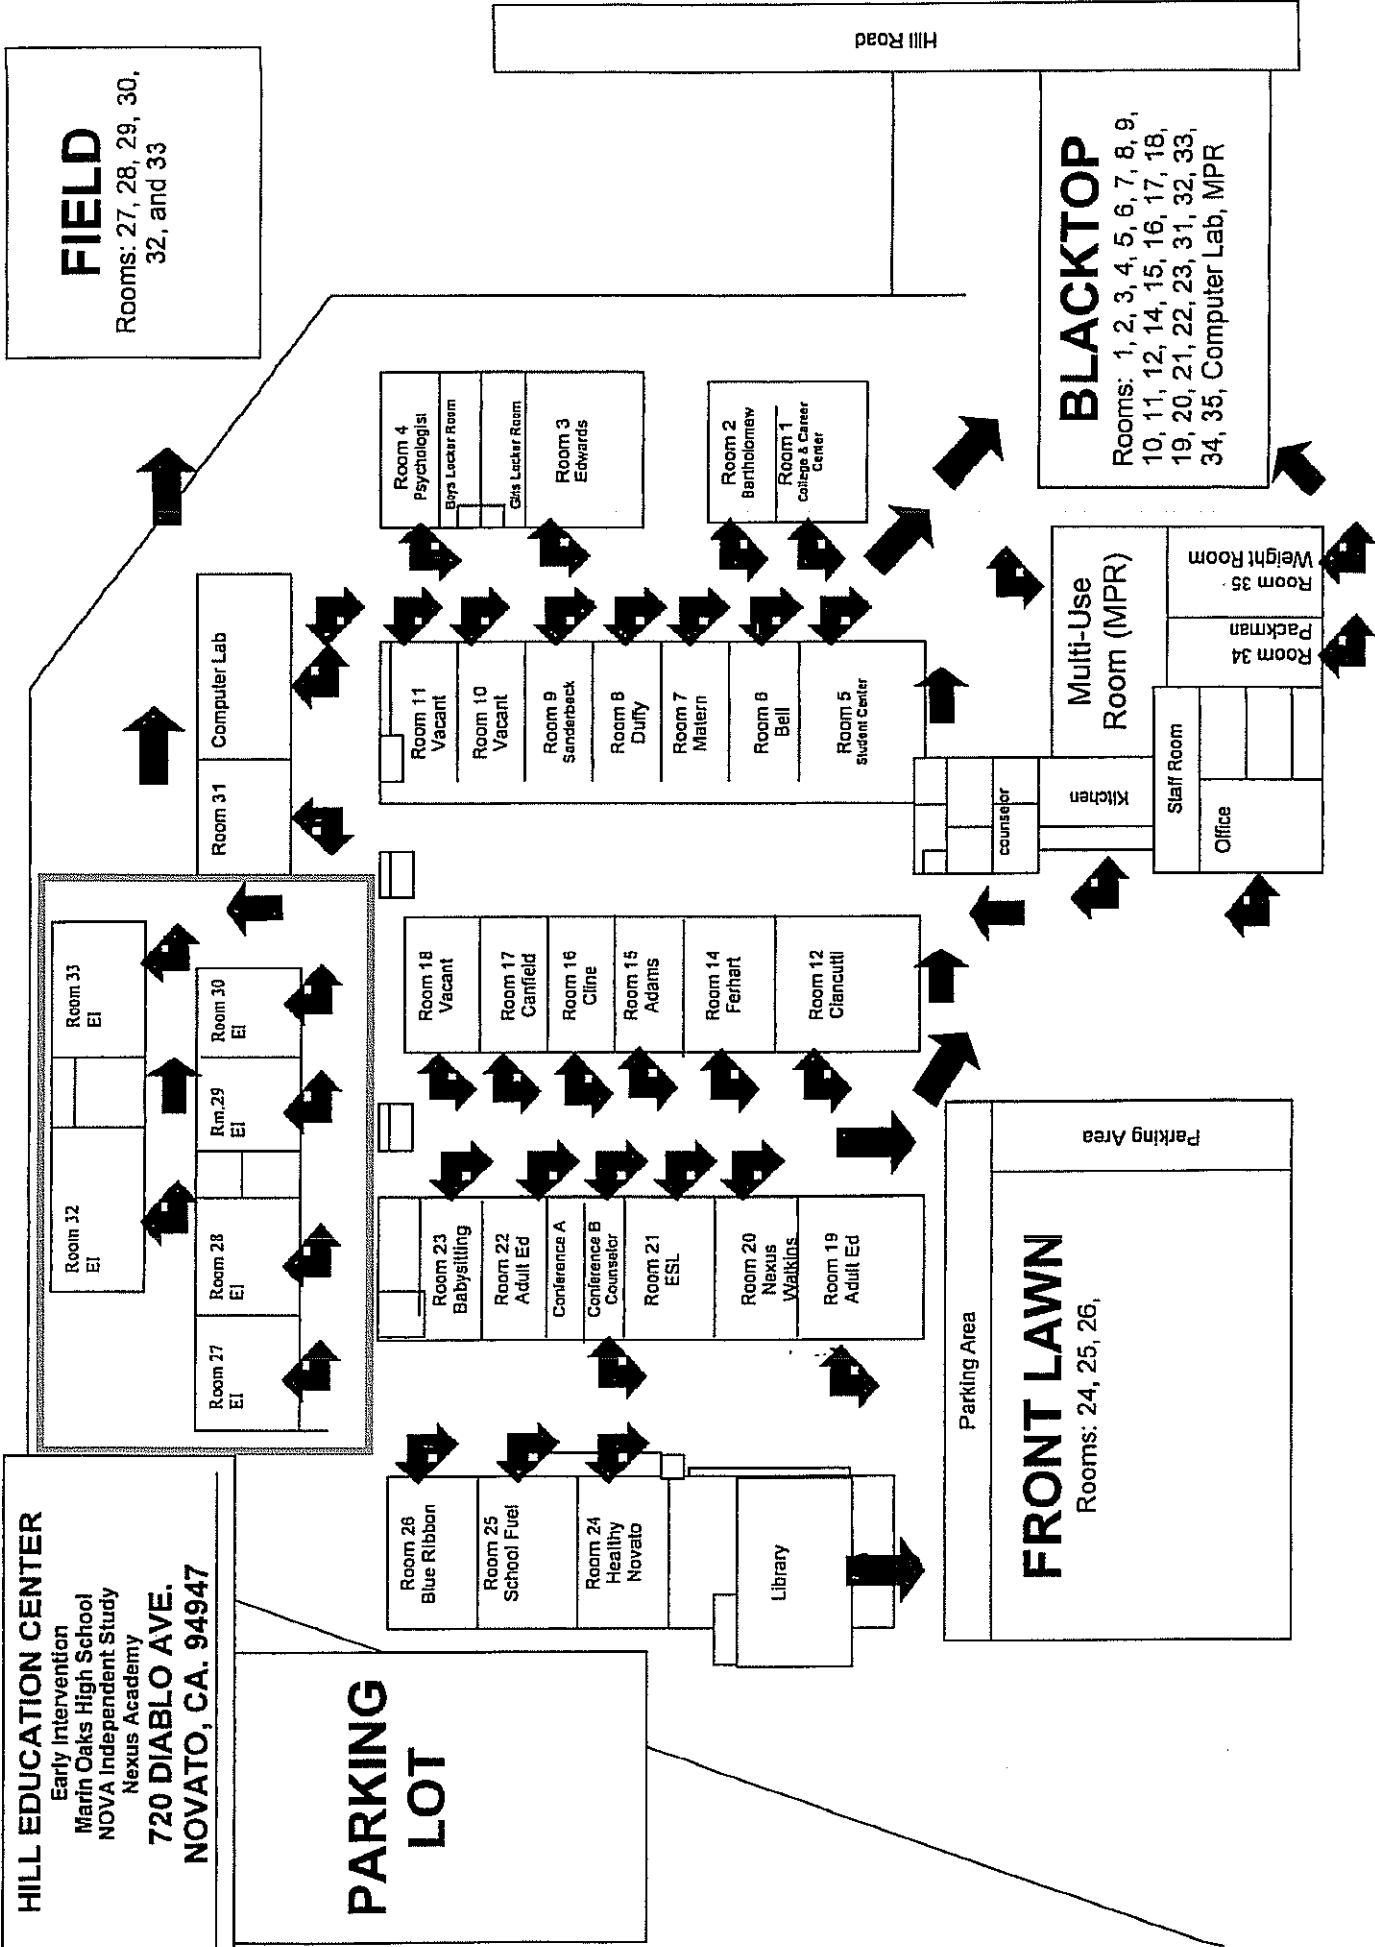 HILL EDUCATION CENTER
Early Intervention
Marin Oaks High School
NOVA Independent Study
Nexus Academy
720 DIABLO AVE.
NOVATO, CA. 94947
FIELD
Rooms: 27, 28, 29, 30,
32, and 33
Room 32
EI
Room 33
EI
Room 27
EI
Room 28
EI
Rm.29
EI
Room 30
EI
Room 31
Computer Lab
PARKING
LOT
Room 26
Blue Ribbon
Room 25
School Fuel
Room 24
Healthy
Novato
Library
Room 23
Babysitting
Room 22
Adult Ed
Conference A
Conference B
Counselor
Room 21
ESL
Room 20
Nexus
Watkins
Room 19
Adult Ed
Room 18
Vacant
Room 17
Canfield
Room 16
Cline
Room 15
Adams
Room 14
Ferhart
Room 12
Ciancutti
Room 11
Vacant
Room 10
Vacant
Room 9
Sanderbeck
Room 8
Duffy
Room 7
Matern
Room 6
Bell
Room 5
Student Center
Room 4
Psychologist
Boys Locker Room
Girls Locker Room
Room 3
Edwards
Room 2
Bartholomew
Room 1
College & Career
Center
counselor
Kitchen
Staff Room
Office
Multi-Use
Room (MPR)
Room 34
Packman
Room 35
Weight Room
Parking Area
Parking Area
FRONT LAWN
Rooms: 24, 25, 26,
BLACKTOP
Rooms: 1, 2, 3, 4, 5, 6, 7, 8, 9,
10, 11, 12, 14, 15, 16, 17, 18,
19, 20, 21, 22, 23, 31, 32, 33,
34, 35, Computer Lab, MPR
Hill Road